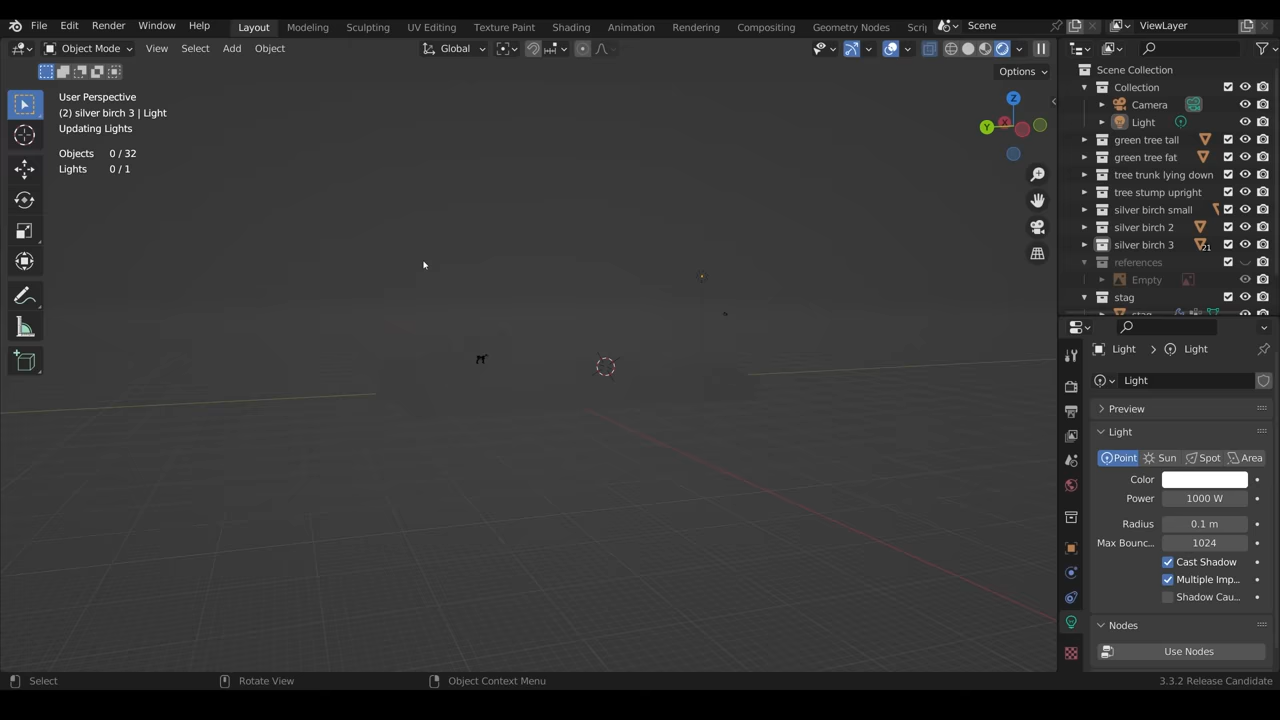 File Edit Render Window Help Layout Modeling Sculpting UV Editing Texture Paint Shading Animation Rendering Compositing Geometry Nodes Scrip Scene ViewLayer
Object Mode View Select Add Object Global
Options
User Perspective
(2) silver birch 3 | Light
Updating Lights
Objects 0 / 32
Lights 0 / 1
Z
Y
X
Scene Collection
Collection
Camera
Light
green tree tall
green tree fat
tree trunk lying down
tree stump upright
silver birch small
silver birch 2
silver birch 3 21
references
Empty
stag
stag
Light Light
Light
Preview
Light
Point Sun Spot Area
Color
Power 1000 W
Radius 0.1 m
Max Bounc... 1024
Cast Shadow
Multiple Imp...
Shadow Cau...
Nodes
Use Nodes
Select Rotate View Object Context Menu 3.3.2 Release Candidate